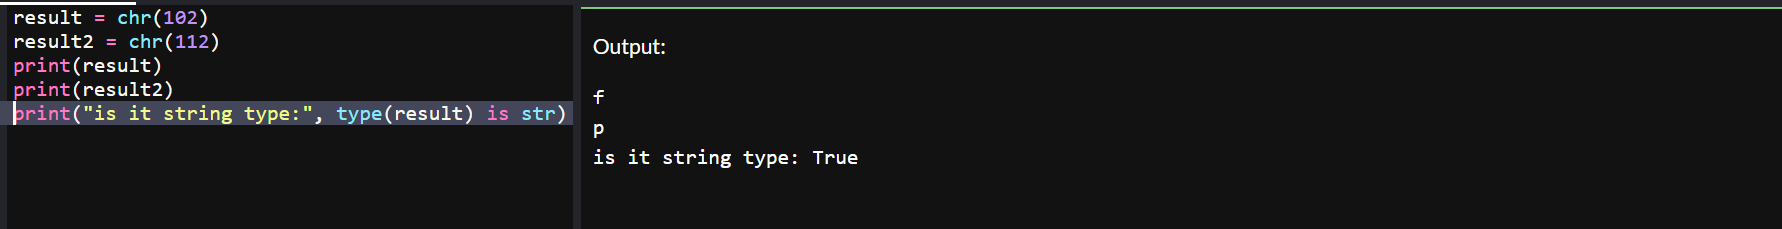 result = chr(102)
result2 = chr(112)
print(result)
print(result2)
print("is it string type:", type(result) is str)
Output:
f
p
is it string type: True